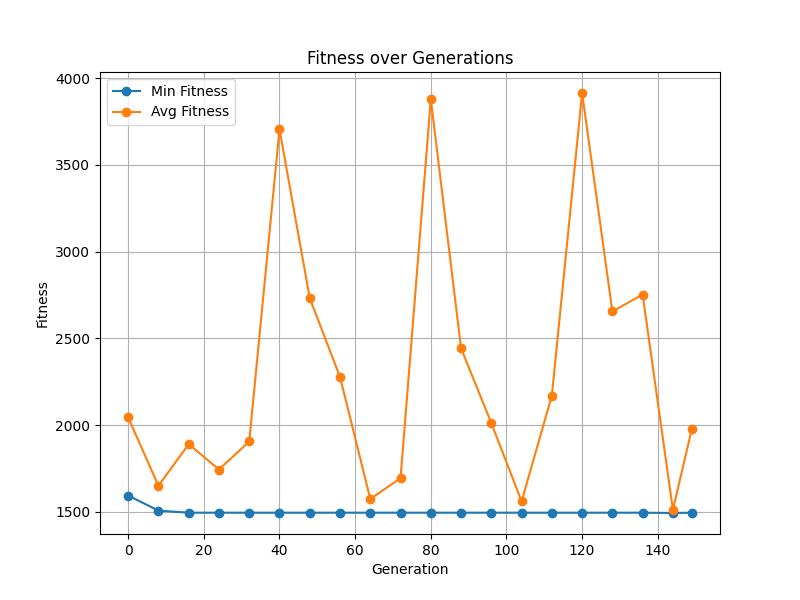 Fitness over Generations
Min Fitness
Avg Fitness
Fitness
4000
3500
3000
2500
2000
1500
0 20 40 60 80 100 120 140
Generation